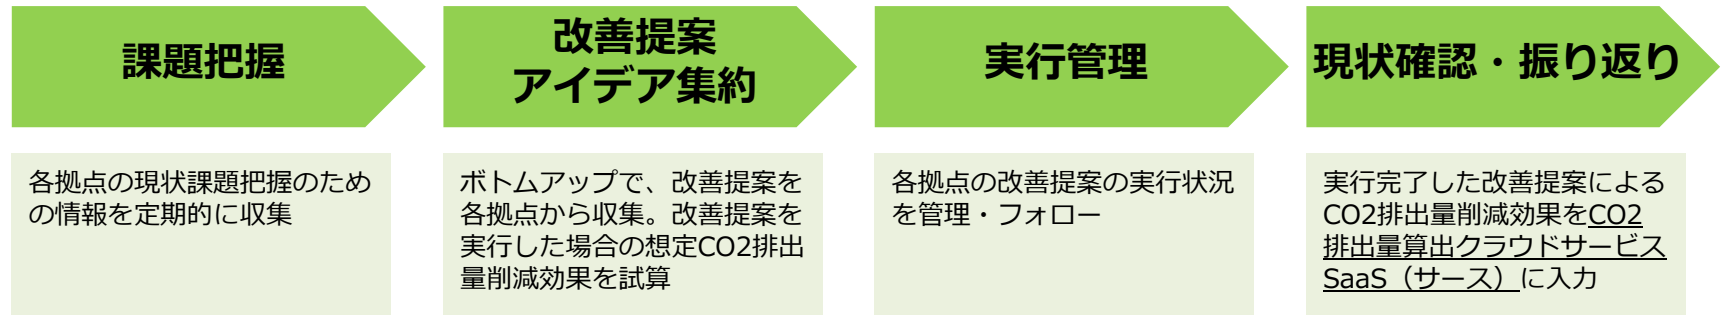 課題把握
改善提案
アイデア集約
実行管理
現状確認・振り返り
各拠点の現状課題把握のため
の情報を定期的に収集
ボトムアップで、改善提案を
各拠点から収集。改善提案を
実行した場合の想定CO2排出
量削減効果を試算
各拠点の改善提案の実行状況
を管理・フォロー
実行完了した改善提案による
CO2排出量削減効果をCO2
排出量算出クラウドサービス
SaaS（サース）に入力